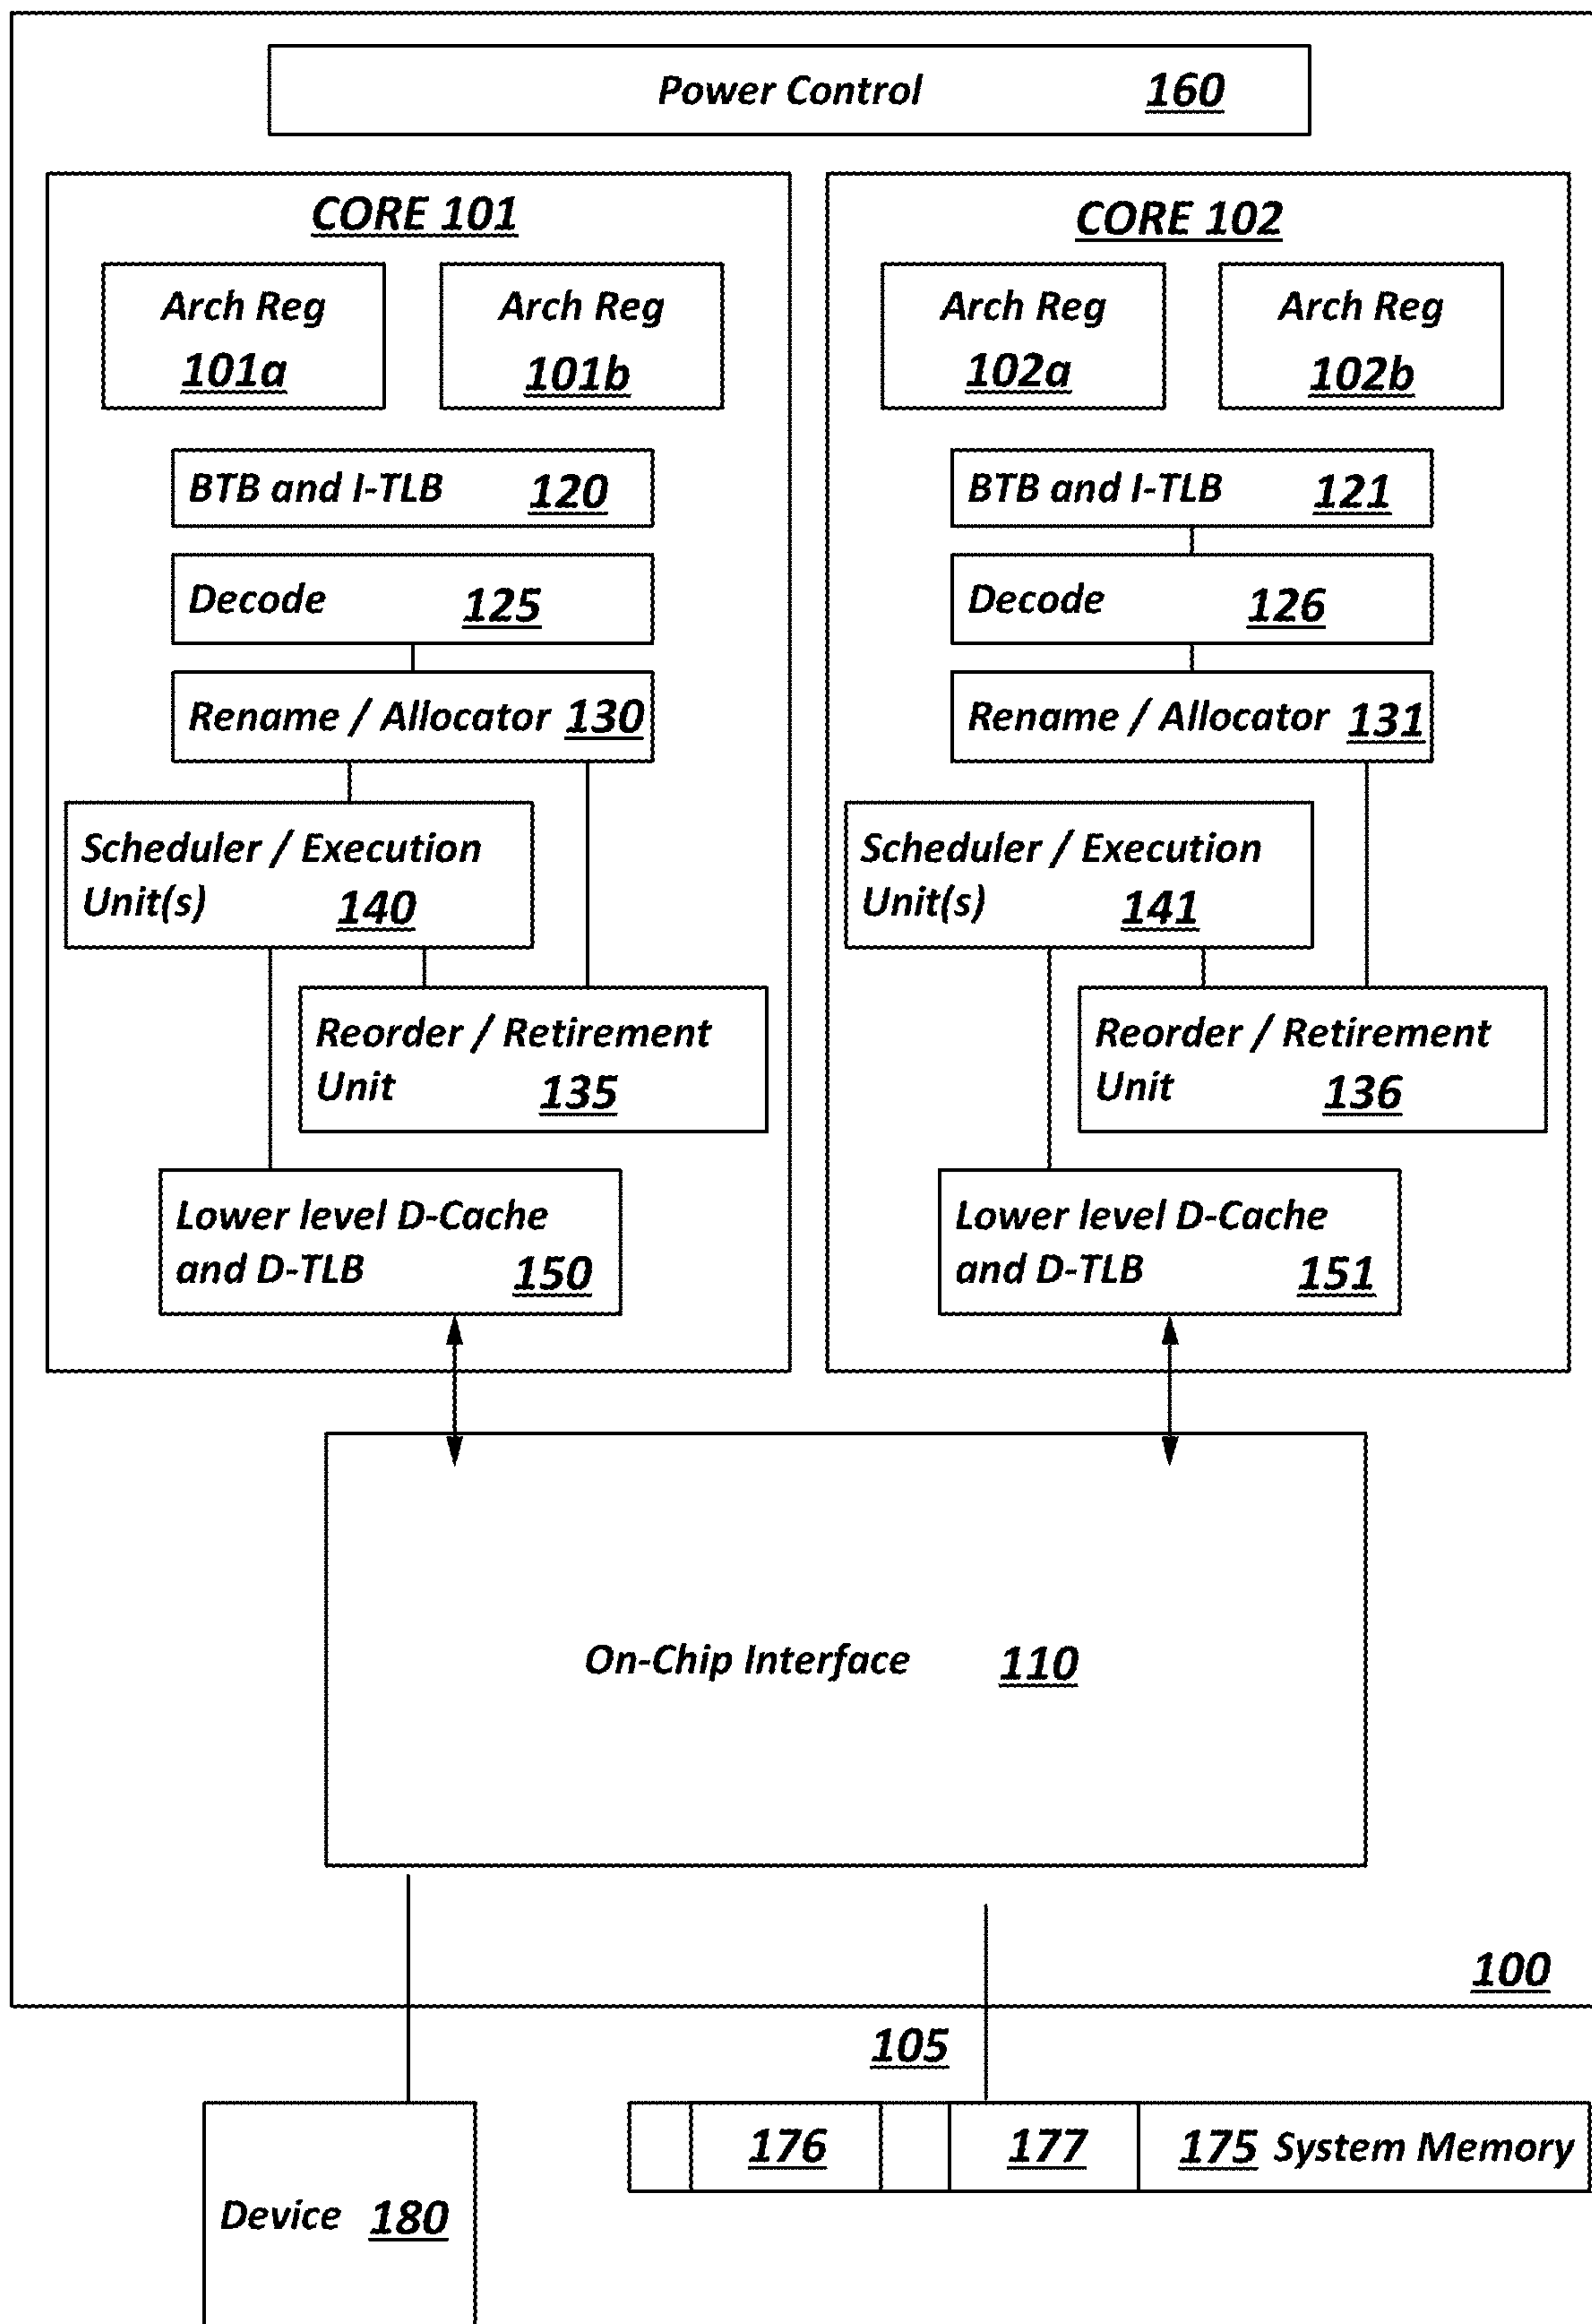 Power Control 160
CORE 101
Arch Reg
101a
Arch Reg
101b
BTB and I-TLB 120
Decode 125
Rename / Allocator 130
Scheduler / Execution
Unit(s) 140
Reorder / Retirement
Unit 135
Lower level D-Cache
and D-TLB 150
CORE 102
Arch Reg
102a
Arch Reg
102b
BTB and I-TLB 121
Decode 126
Rename / Allocator 131
Scheduler / Execution
Unit(s) 141
Reorder / Retirement
Unit 136
Lower level D-Cache
and D-TLB 151
On-Chip Interface 110
100
105
176 177 175 System Memory
Device 180